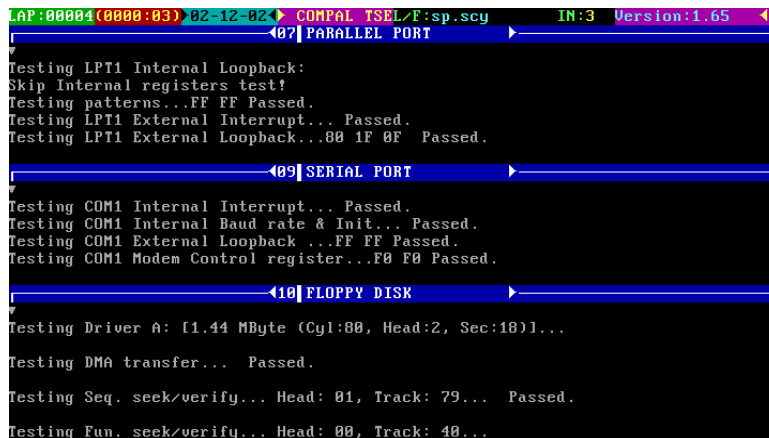 LAP:00004(0000:03) 02-12-02 COMPAL TSEL/F:sp.scy IN:3 Version:1.65
07 PARALLEL PORT
Testing LPT1 Internal Loopback:
Skip Internal registers test!
Testing patterns...FF FF Passed.
Testing LPT1 External Interrupt... Passed.
Testing LPT1 External Loopback...80 1F 0F  Passed.
09 SERIAL PORT
Testing COM1 Internal Interrupt... Passed.
Testing COM1 Internal Baud rate & Init... Passed.
Testing COM1 External Loopback ...FF FF Passed.
Testing COM1 Modem Control register...F0 F0 Passed.
10 FLOPPY DISK
Testing Driver A: [1.44 MByte (Cyl:80, Head:2, Sec:18)]...
Testing DMA transfer...  Passed.
Testing Seq. seek/verify... Head: 01, Track: 79...  Passed.
Testing Fun. seek/verify... Head: 00, Track: 40...